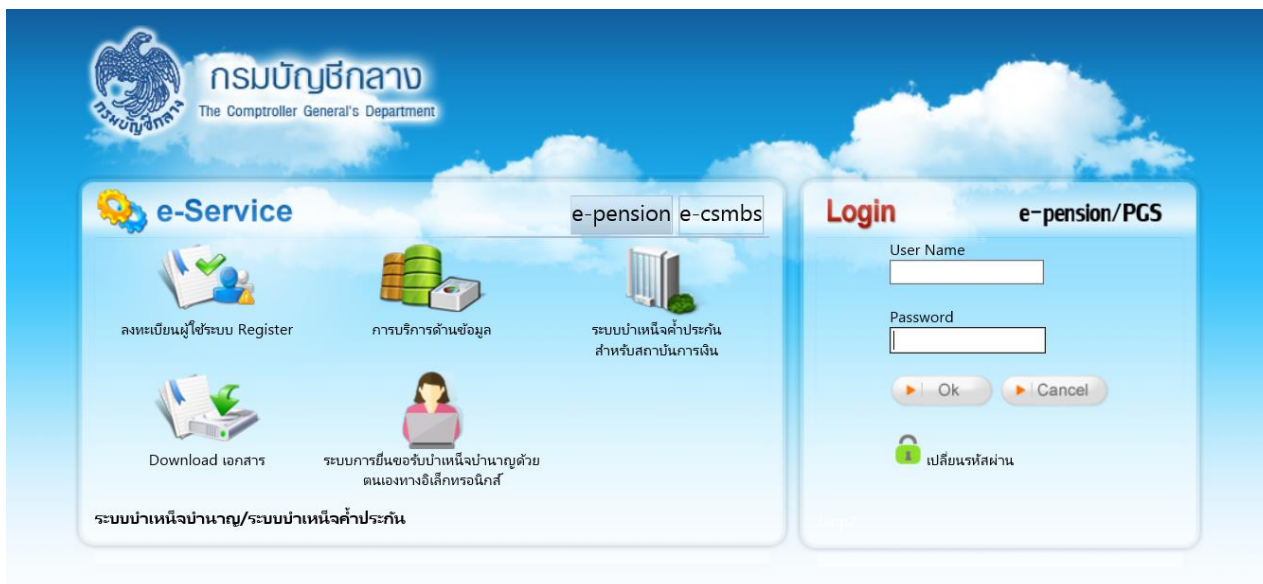 กรมบัญชีกลาง
The Comptroller General's Department
กรมบัญชีกลาง
e-Service
e-pension e-csmbs
ลงทะเบียนผู้ใช้ระบบ Register
การบริการด้านข้อมูล
ระบบบำเหน็จค้ำประกัน
สำหรับสถาบันการเงิน
Download เอกสาร
ระบบการยื่นขอรับบำเหน็จบำนาญด้วย
ตนเองทางอิเล็กทรอนิกส์
ระบบบำเหน็จบำนาญ/ระบบบำเหน็จค้ำประกัน
Login e-pension/PGS
User Name
Password
Ok Cancel
เปลี่ยนรหัสผ่าน